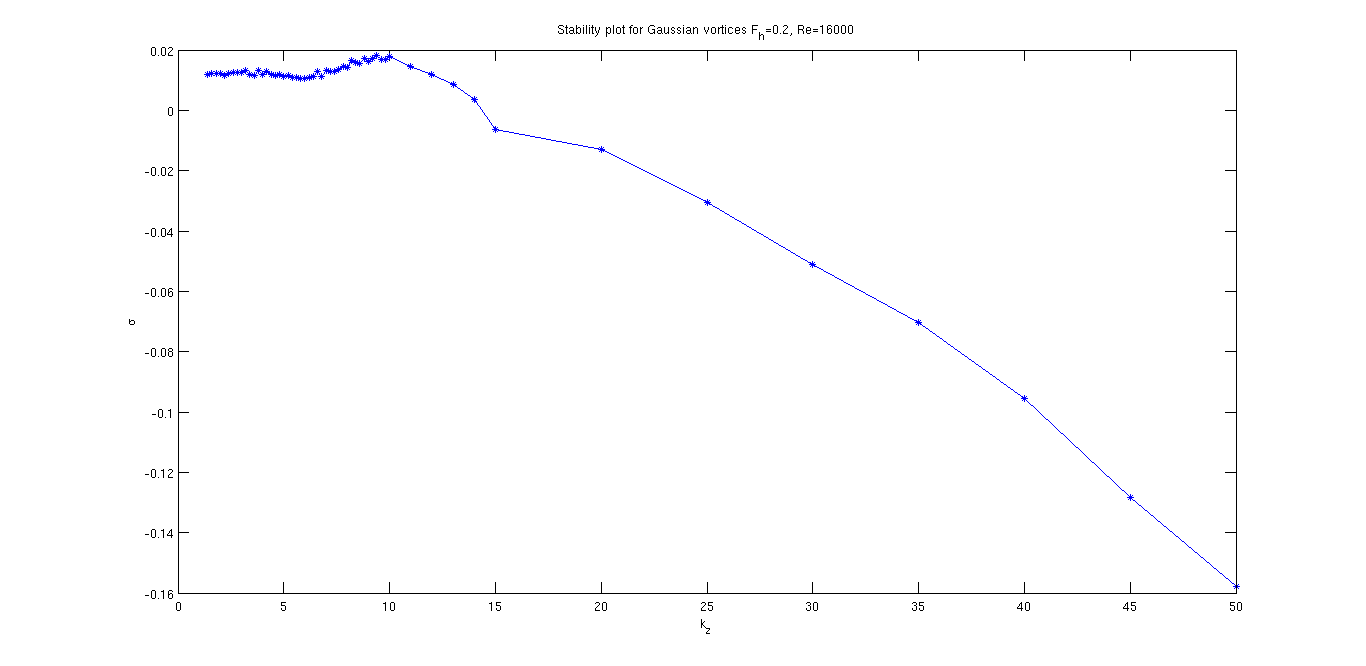 Stability plot for Gaussian vortices F_h=0.2, Re=16000
0.02
0
-0.02
-0.04
-0.06
-0.08
-0.1
-0.12
-0.14
-0.16
σ
0 5 10 15 20 25 30 35 40 45 50
k_z